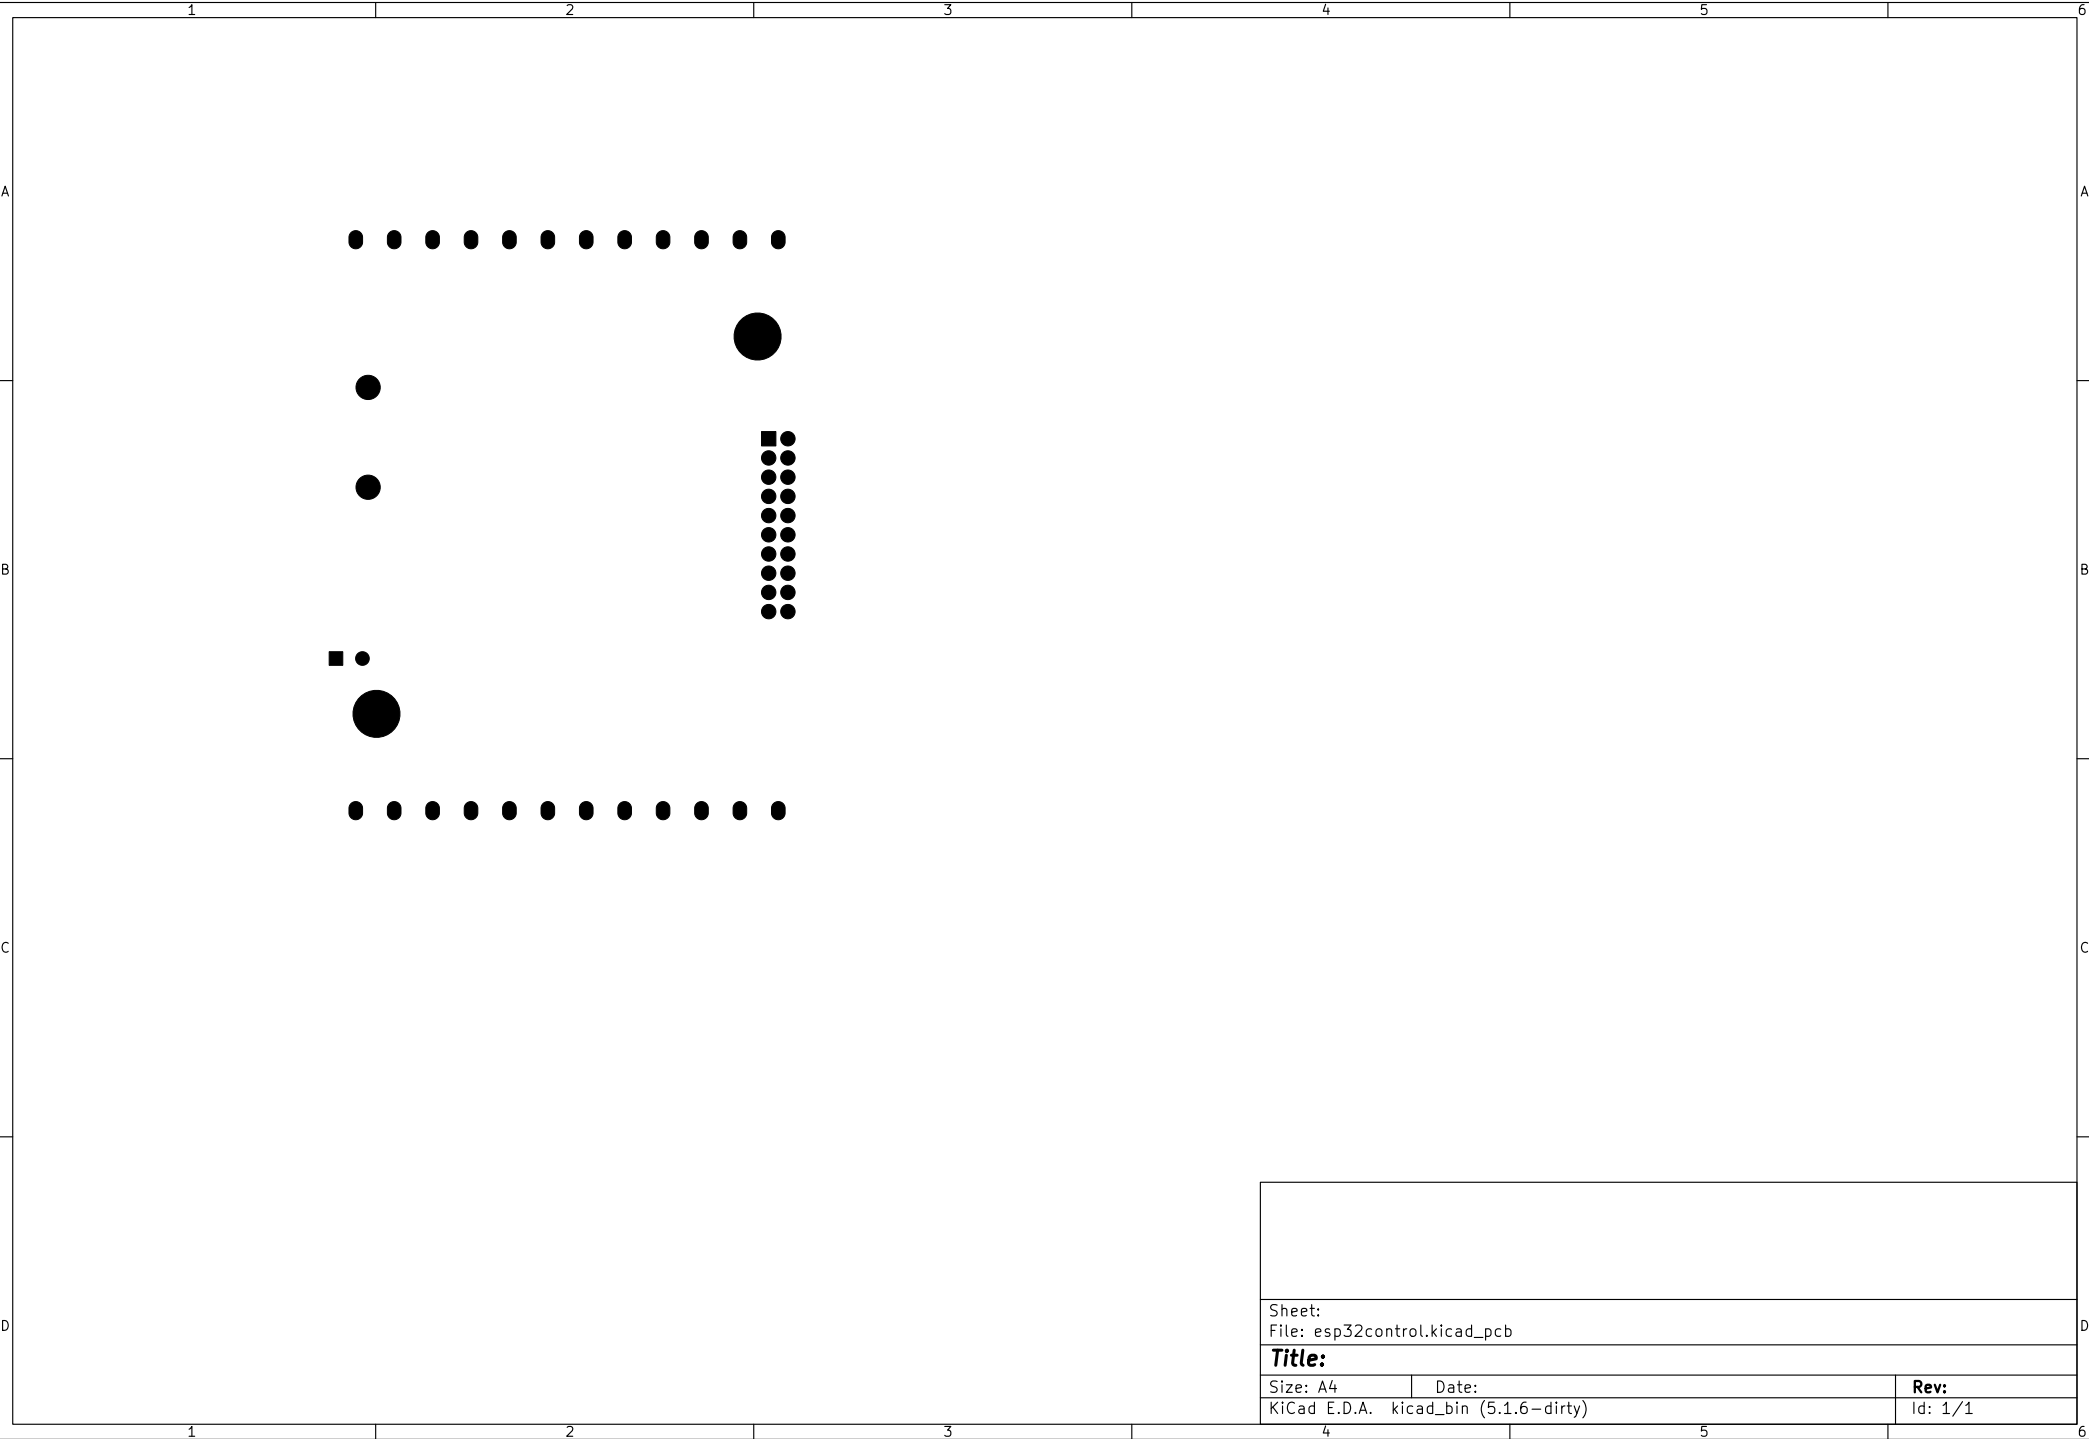 1 2 3 4 5 6
A A
B B
C C
Sheet:
File: esp32control.kicad_pcb
D D
Title:
Size: A4 Date: Rev:
KiCad E.D.A. kicad_bin (5.1.6-dirty) Id: 1/1
1 2 3 4 5 6